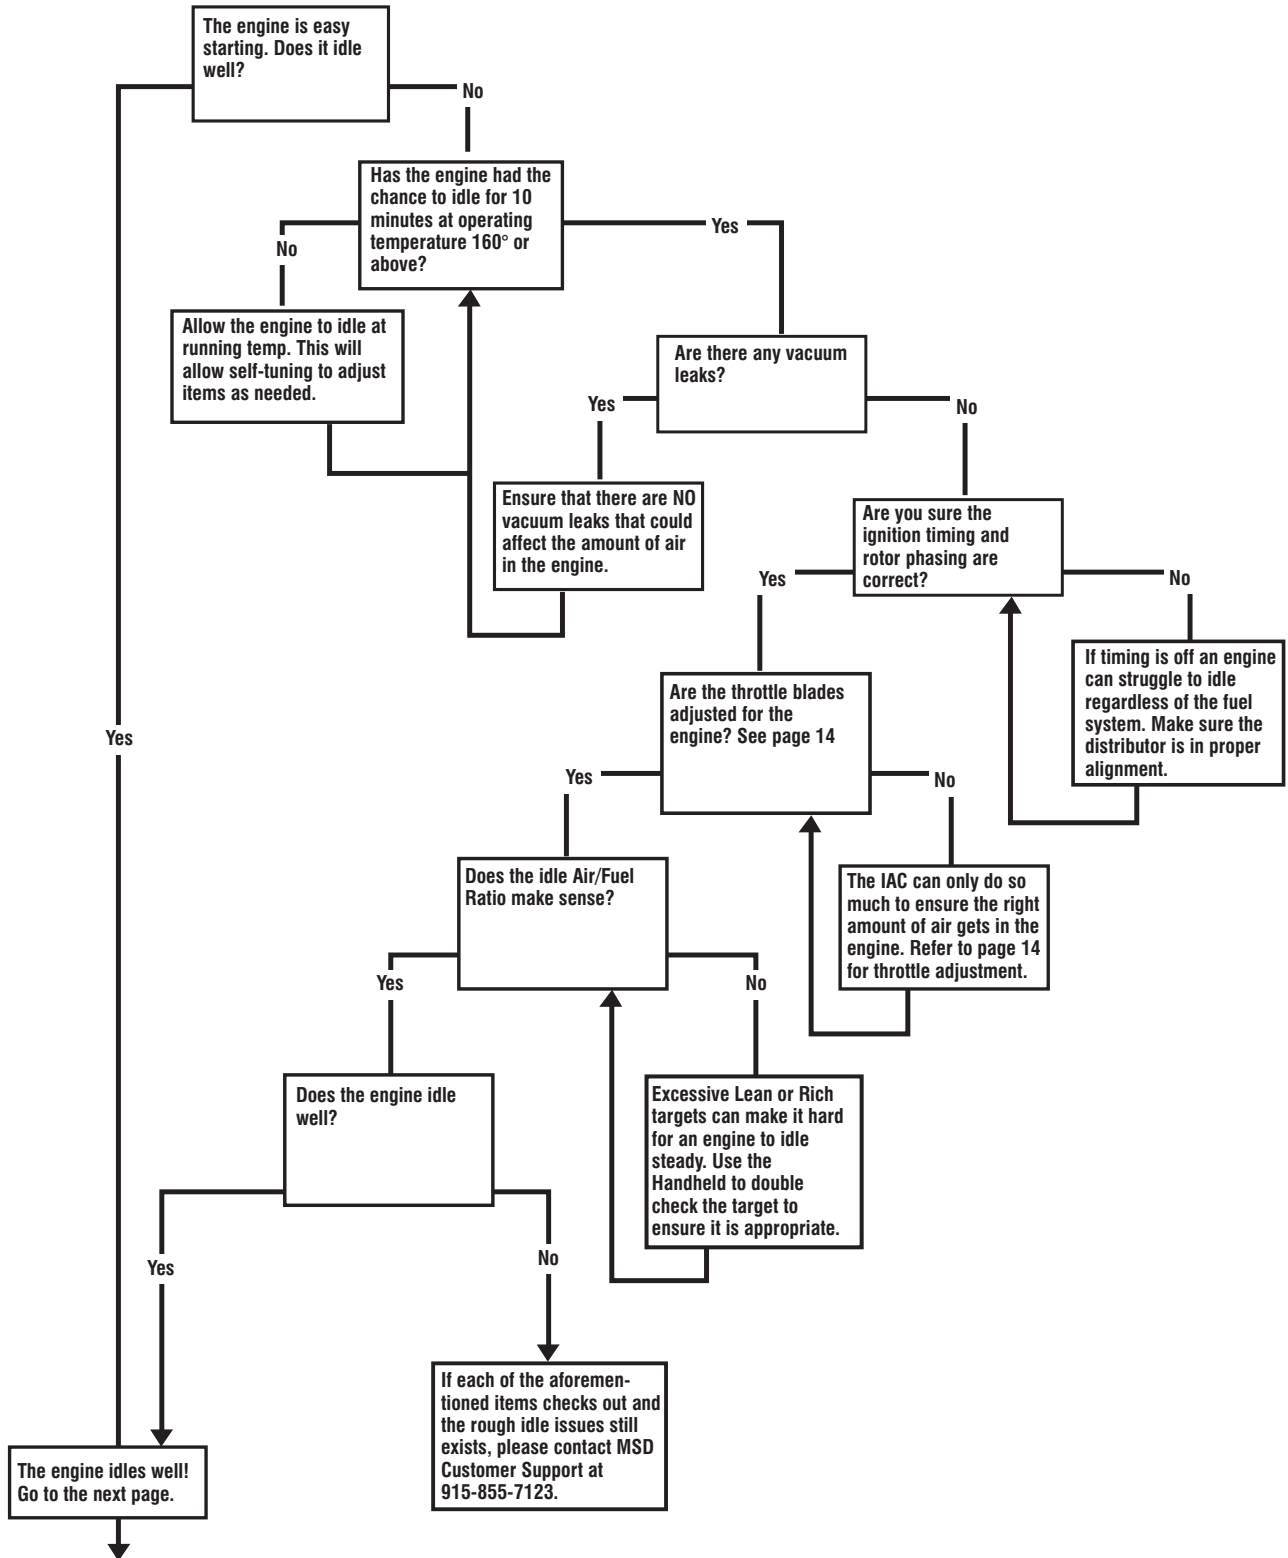 The engine is easy
starting. Does it idle
well?
No
Has the engine had the
chance to idle for 10
minutes at operating
temperature 160° or
above?
Yes
No
Allow the engine to idle at
running temp. This will
allow self-tuning to adjust
items as needed.
Are there any vacuum
leaks?
Yes
No
Ensure that there are NO
vacuum leaks that could
affect the amount of air
in the engine.
Are you sure the
ignition timing and
rotor phasing are
correct?
Yes
No
If timing is off an engine
can struggle to idle
regardless of the fuel
system. Make sure the
distributor is in proper
alignment.
Are the throttle blades
adjusted for the
engine? See page 14
Yes
Yes
No
Does the idle Air/Fuel
Ratio make sense?
The IAC can only do so
much to ensure the right
amount of air gets in the
engine. Refer to page 14
for throttle adjustment.
Yes
No
Does the engine idle
well?
Excessive Lean or Rich
targets can make it hard
for an engine to idle
steady. Use the
Handheld to double
check the target to
ensure it is appropriate.
Yes
No
If each of the aforemen-
tioned items checks out and
the rough idle issues still
exists, please contact MSD
Customer Support at
915-855-7123.
The engine idles well!
Go to the next page.